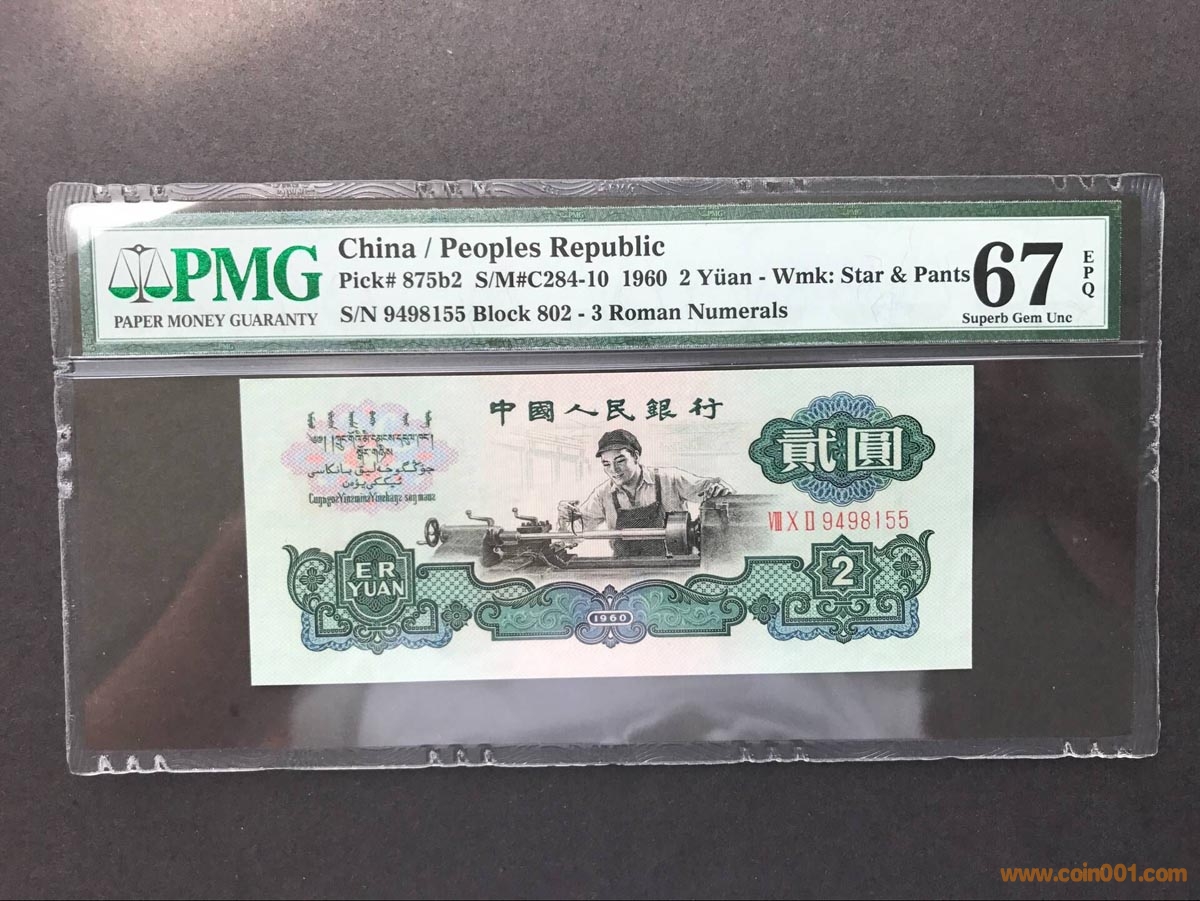 PMG
PAPER MONEY GUARANTY
China / Peoples Republic
Pick# 875b2 S/M#C284-10 1960 2 Yüan - Wmk: Star & Pants
S/N 9498155 Block 802 - 3 Roman Numerals
67
EPQ
Superb Gem Unc
中國人民銀行
貳圓
VIII X II 9498155
ER
YUAN
2
1960
www.coin001.com